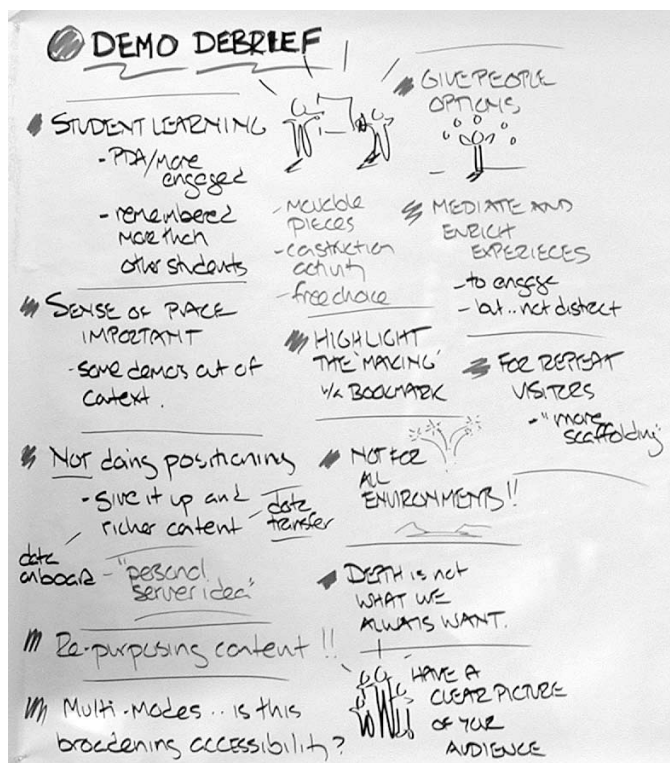 DEMO DEBRIEF
STUDENT LEARNING
- PDA/more
engaged
- remembered
more than
other students
SENSE OF PLACE
IMPORTANT
- some demos out of
context.
Not doing positioning
- give it up and
richer content - data
transfer
data
onboard - "personal
server idea"
Re-purposing content !!
Multi-modes.. is this
broadening accessibility?
- movable
pieces
- construction
activity
- free choice
HIGHLIGHT
THE 'MAKING'
w/a BOOKMARK
NOT FOR
ALL
ENVIRONMENTS!!
DEPTH is not
WHAT WE
ALWAYS WANT.
HAVE A
CLEAR PICTURE
OF YOUR
AUDIENCE
GIVE PEOPLE
OPTIONS
MEDIATE AND
ENRICH
EXPERIECES
- to engage
- but.. not distract
FOR REPEAT
VISITORS
- "more
scaffolding"